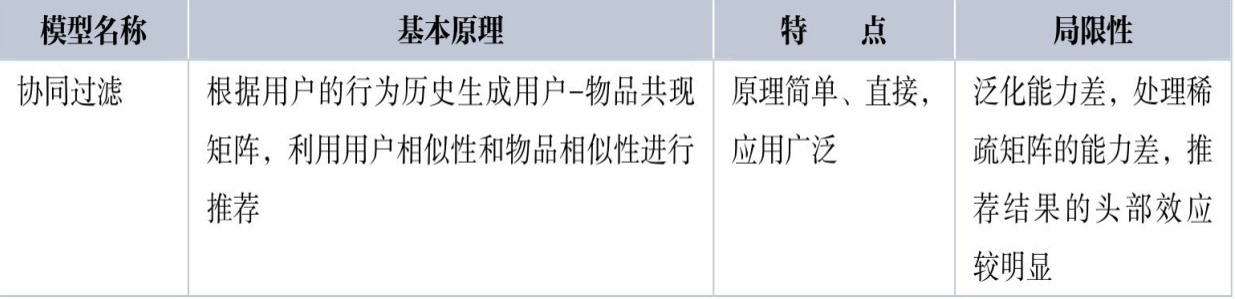 模型名称
基本原理
特 点
局限性
协同过滤
根据用户的行为历史生成用户-物品共现
矩阵，利用用户相似性和物品相似性进行
推荐
原理简单、直接，
应用广泛
泛化能力差，处理稀
疏矩阵的能力差，推
荐结果的头部效应
较明显